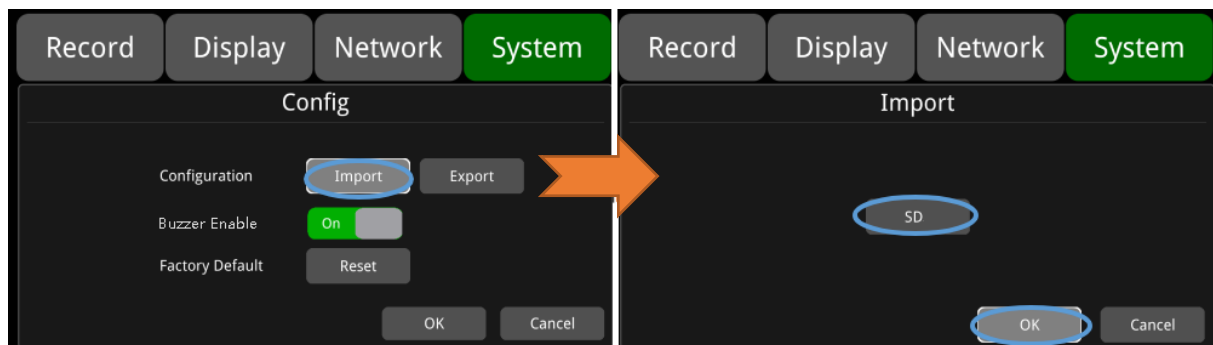 Record Display Network System
Config
Configuration Import Export
Buzzer Enable On
Factory Default Reset
OK Cancel
Record Display Network System
Import
SD
OK Cancel